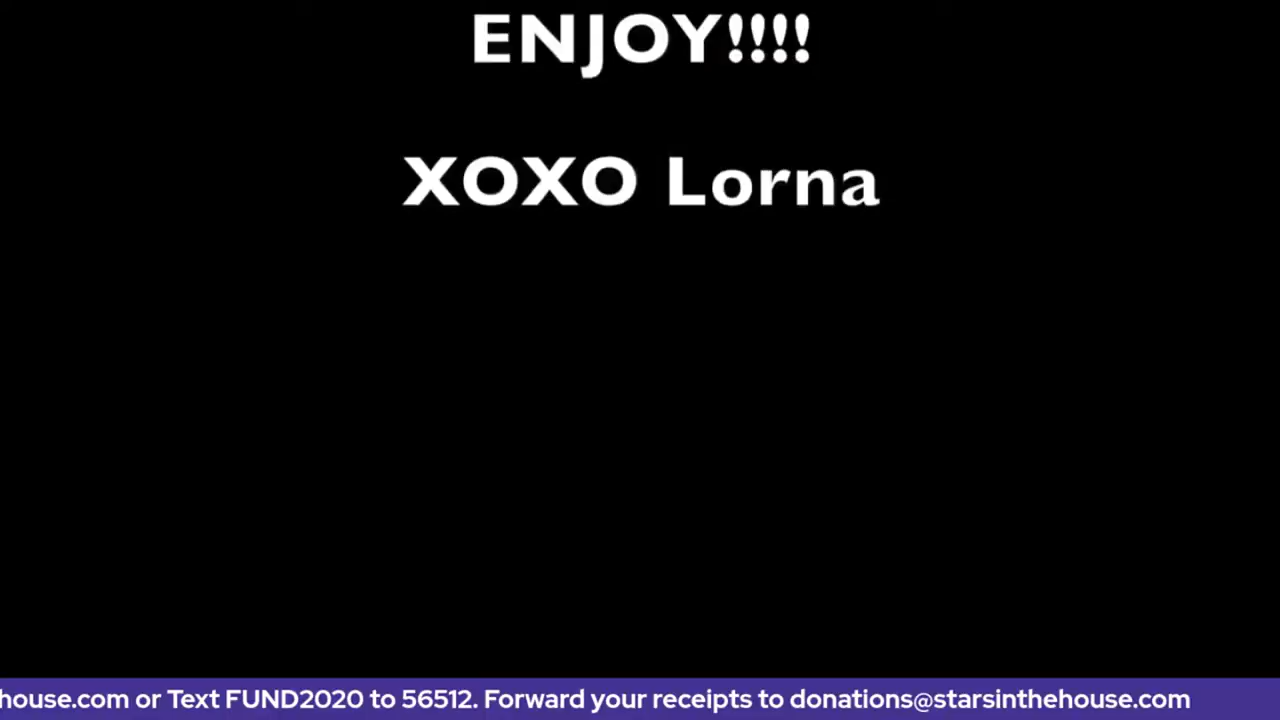 ENJOY!!!!
XOXO Lorna
house.com or Text FUND2020 to 56512. Forward your receipts to donations@starsinthehouse.com